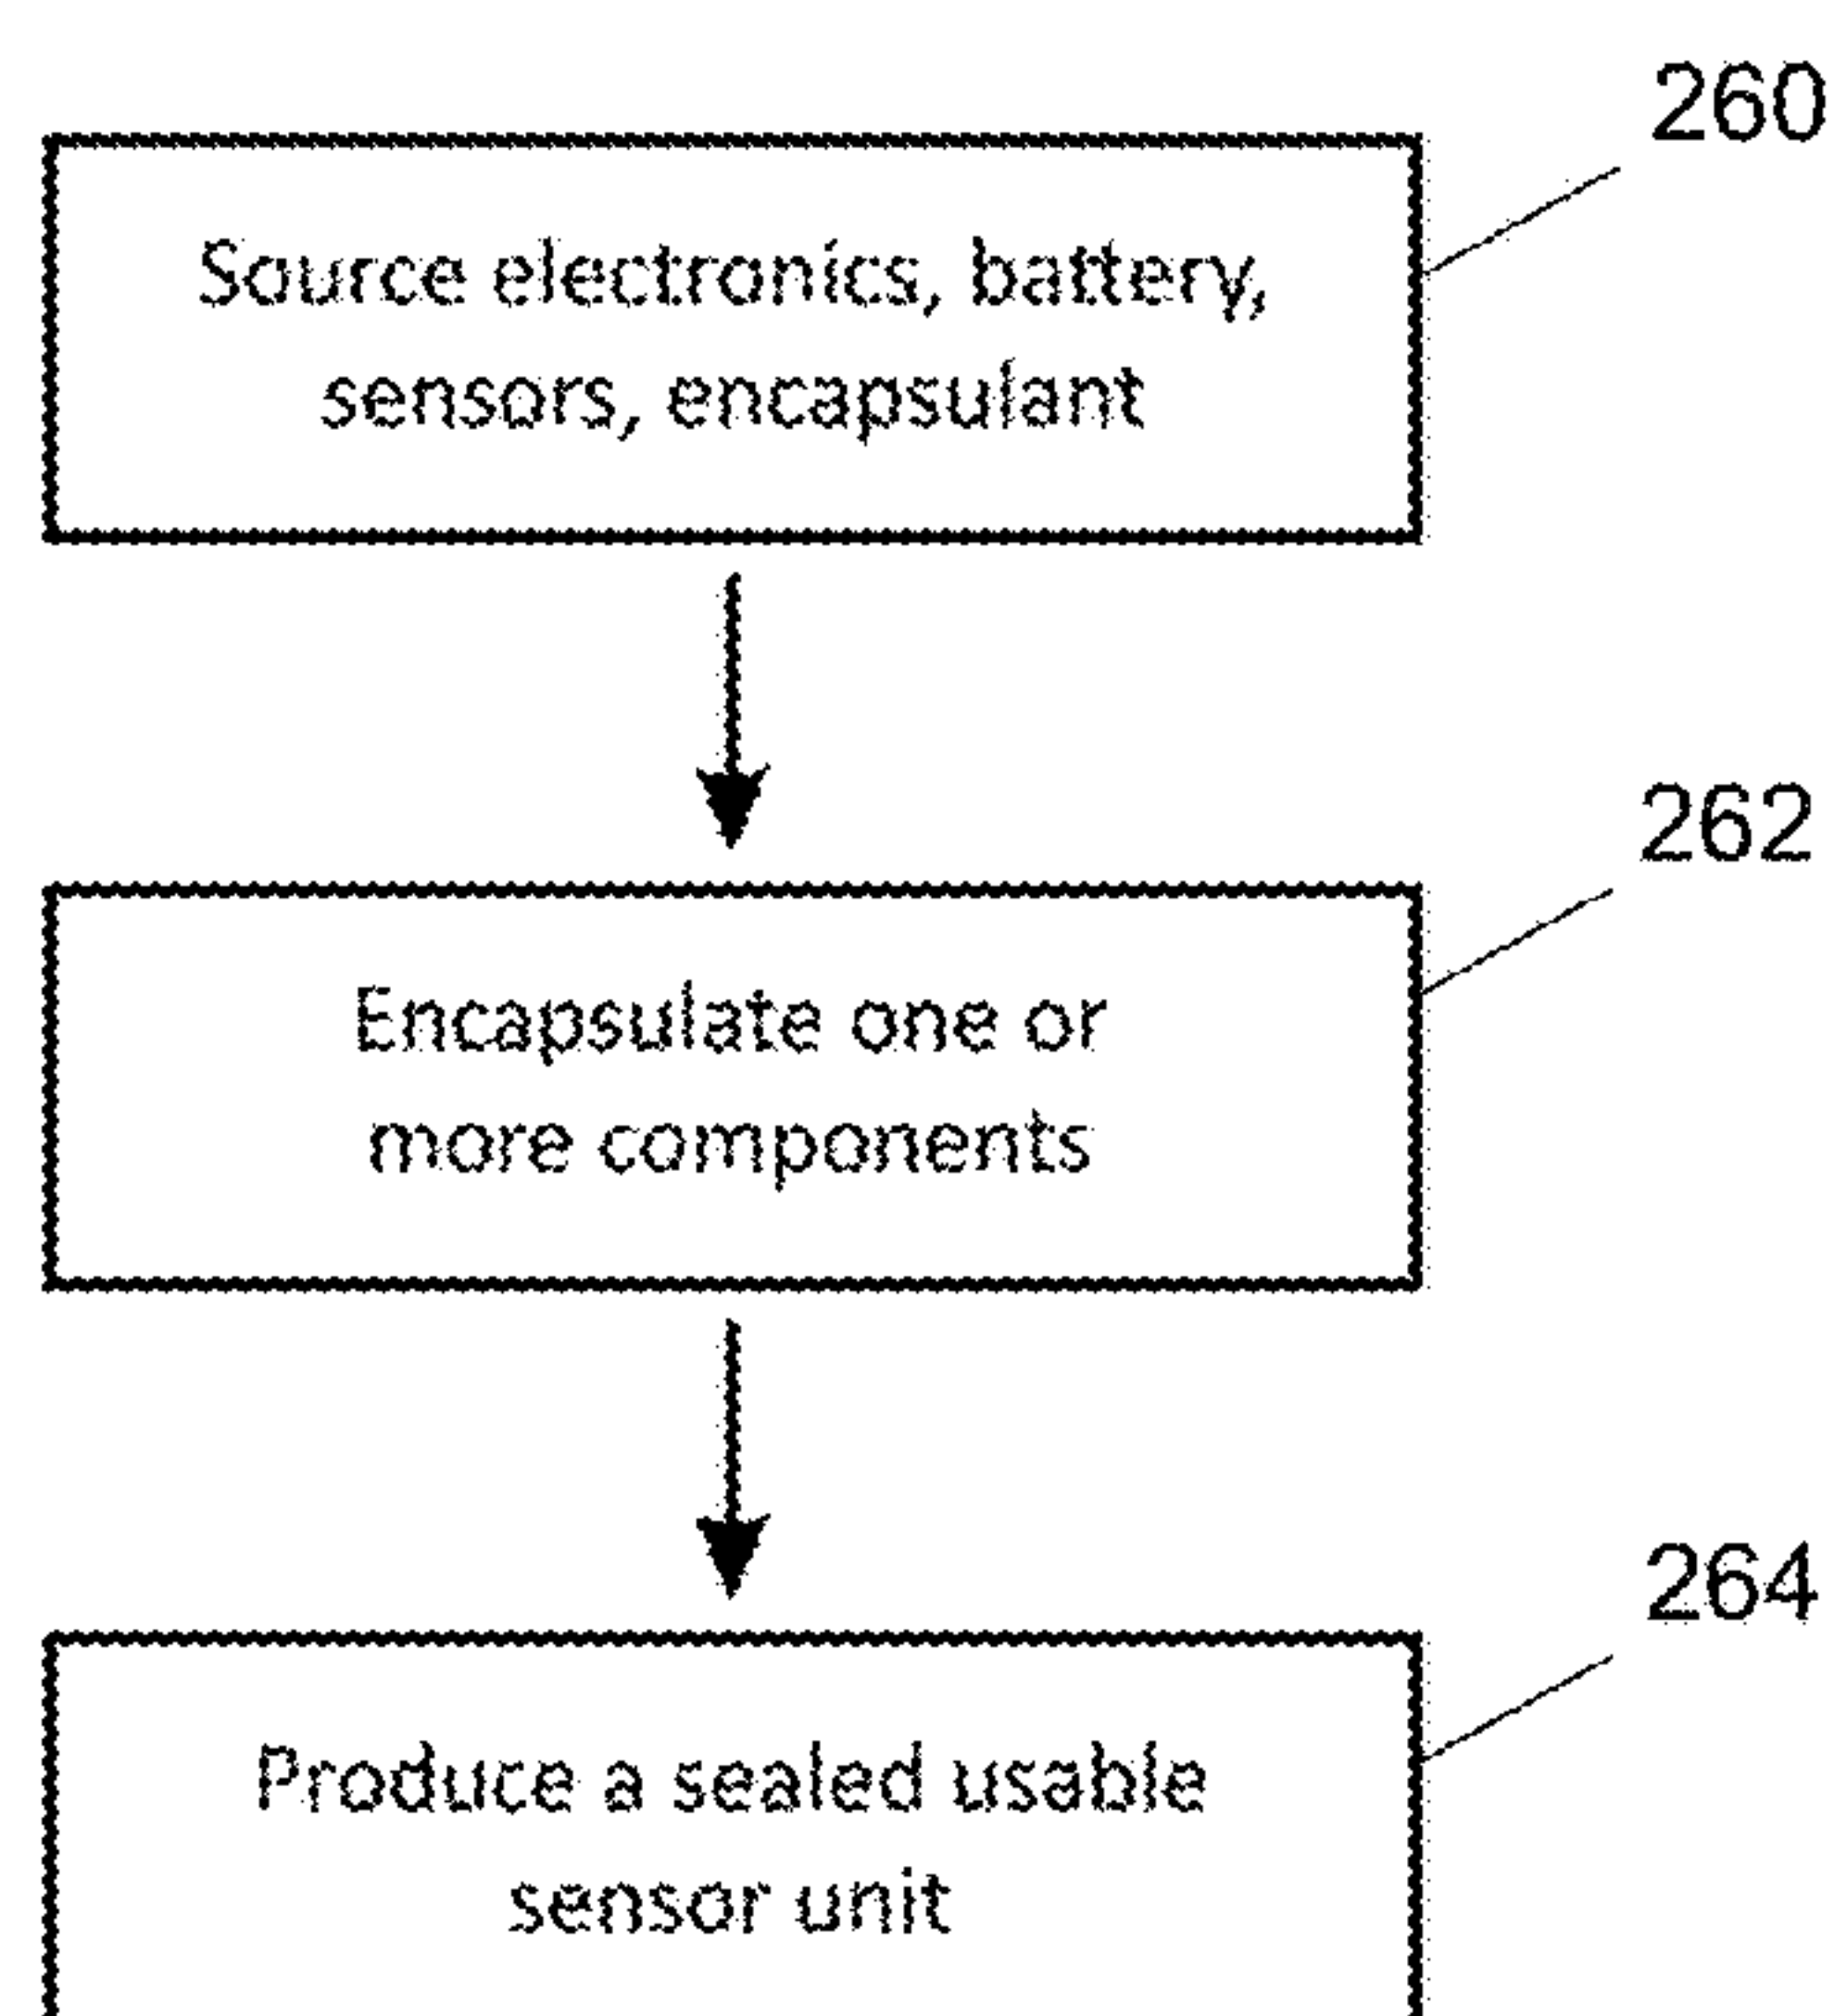 260
Source electronics, battery,
sensors, encapsulant
262
Encapsulate one or
more components
264
Produce a sealed usable
sensor unit